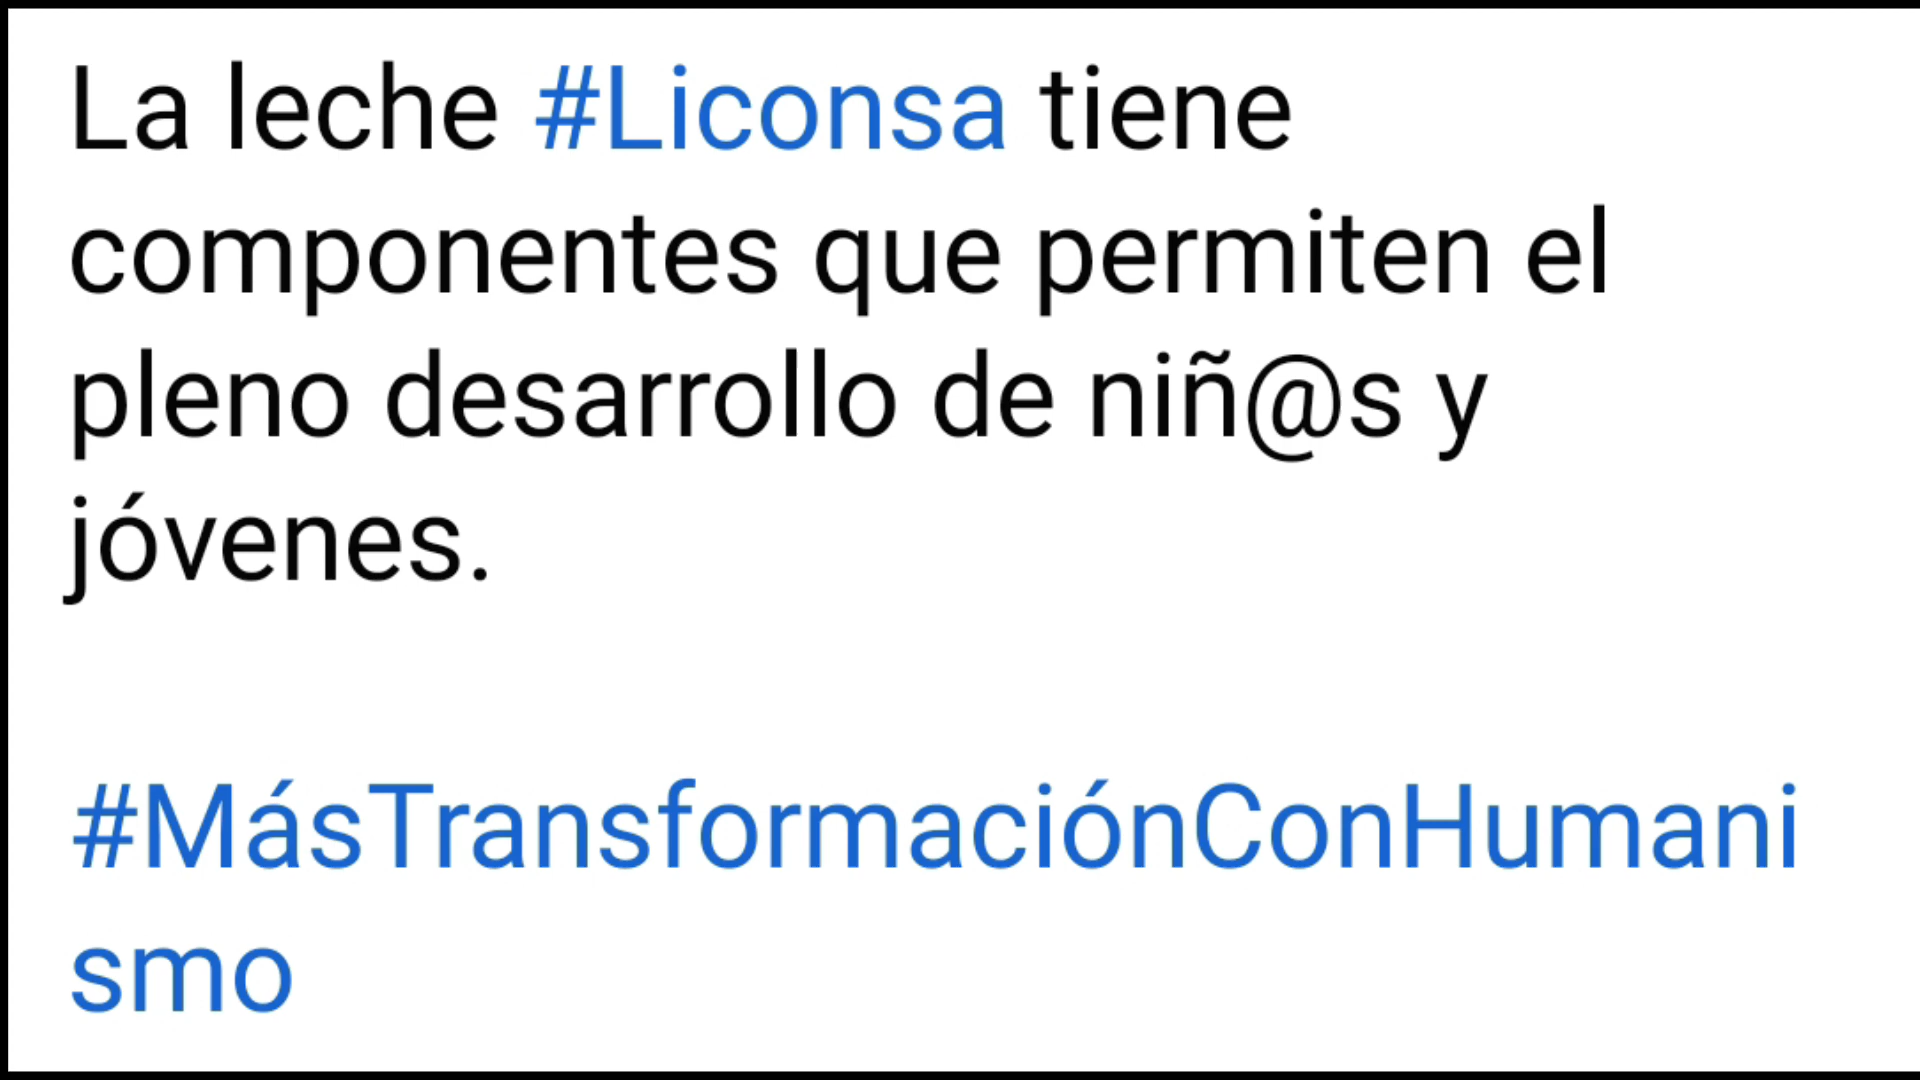 La leche #Liconsa tiene
componentes que permiten el
pleno desarrollo de niñ@s y
jóvenes.
#MásTransformaciónConHumani
smo